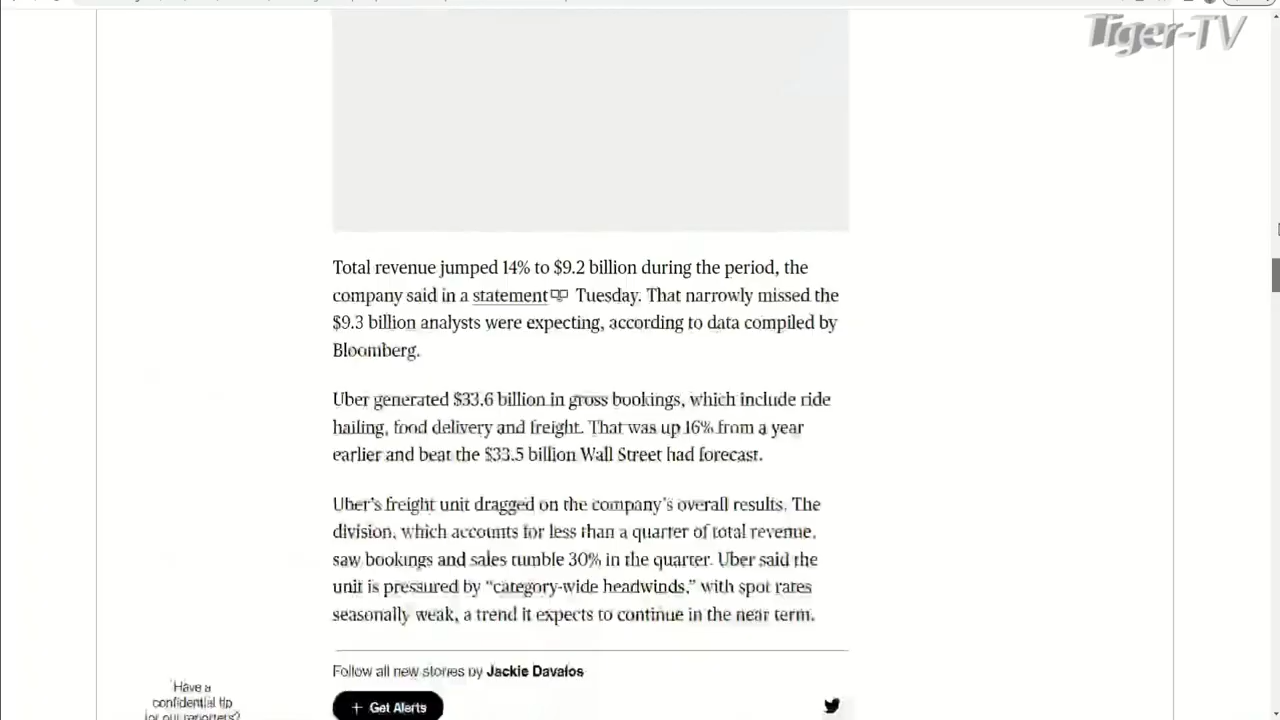 Tiger-TV
Total revenue jumped 14% to $9.2 billion during the period, the
company said in a statement Tuesday. That narrowly missed the
$9.3 billion analysts were expecting, according to data compiled by
Bloomberg.
Uber generated $33.6 billion in gross bookings, which include ride
hailing, food delivery and freight. That was up 16% from a year
earlier and beat the $33.5 billion Wall Street had forecast.
Uber's freight unit dragged on the company's overall results. The
division, which accounts for less than a quarter of total revenue,
saw bookings and sales tumble 30% in the quarter. Uber said the
unit is pressured by “category-wide headwinds,” with spot rates
seasonally weak, a trend it expects to continue in the near term.
Follow all new stories by Jackie Davalos
Have a
confidential tip
for our reporters?
+ Get Alerts